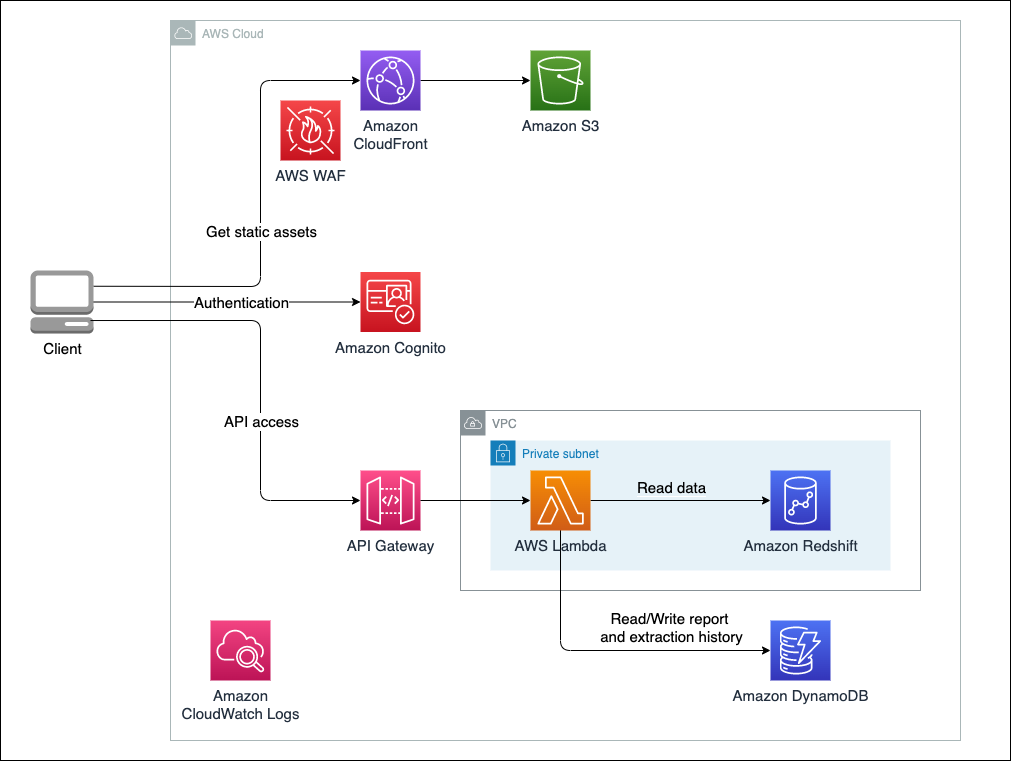 AWS Cloud
Amazon
CloudFront
Amazon S3
AWS WAF
Get static assets
Authentication
Amazon Cognito
Client
API access
VPC
Private subnet
Read data
API Gateway
AWS Lambda
Amazon Redshift
Read/Write report
and extraction history
Amazon
CloudWatch Logs
Amazon DynamoDB